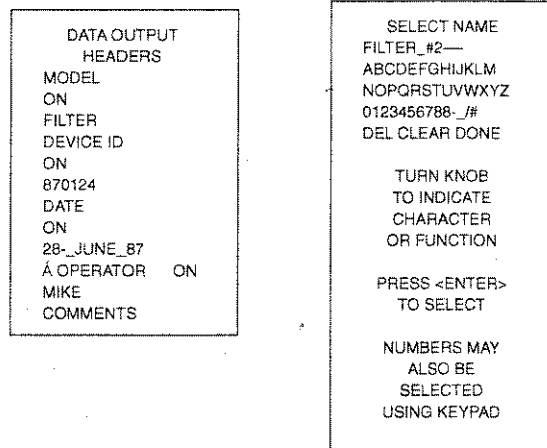 DATA OUTPUT
HEADERS
MODEL
ON
FILTER
DEVICE ID
ON
870124
DATE
ON
28-_JUNE_87
Á OPERATOR ON
MIKE
COMMENTS
SELECT NAME
FILTER_#2—-
ABCDEFGHIJKLM
NOPQRSTUVWXYZ
0123456788-_/#
DEL CLEAR DONE
TURN KNOB
TO INDICATE
CHARACTER
OR FUNCTION
PRESS <ENTER>
TO SELECT
NUMBERS MAY
ALSO BE
SELECTED
USING KEYPAD